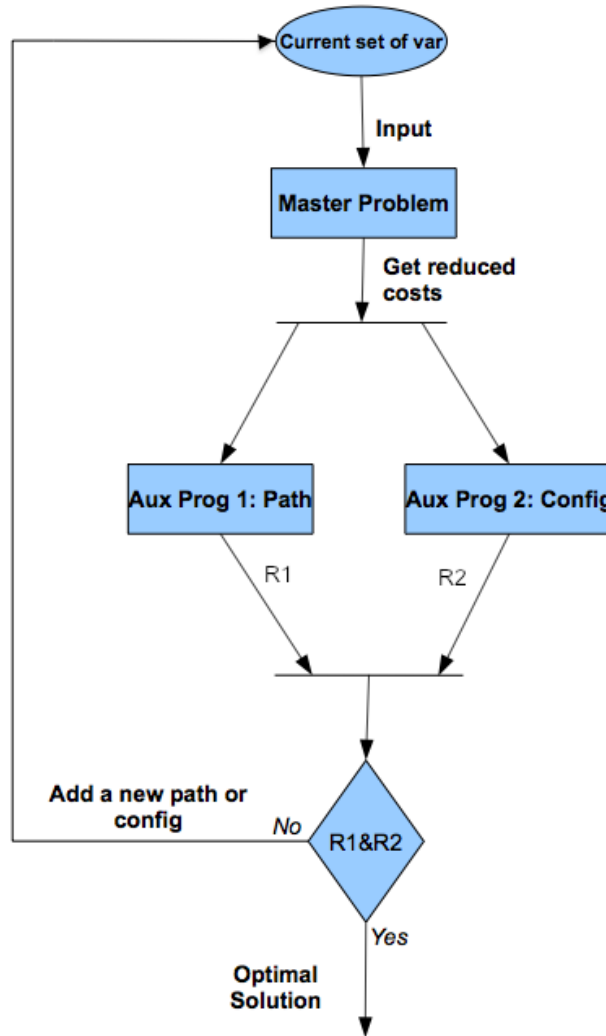 Current set of var
Input
Master Problem
Get reduced
costs
Aux Prog 1: Path
Aux Prog 2: Config
R1
R2
Add a new path or
config
No
R1&R2
Yes
Optimal
Solution